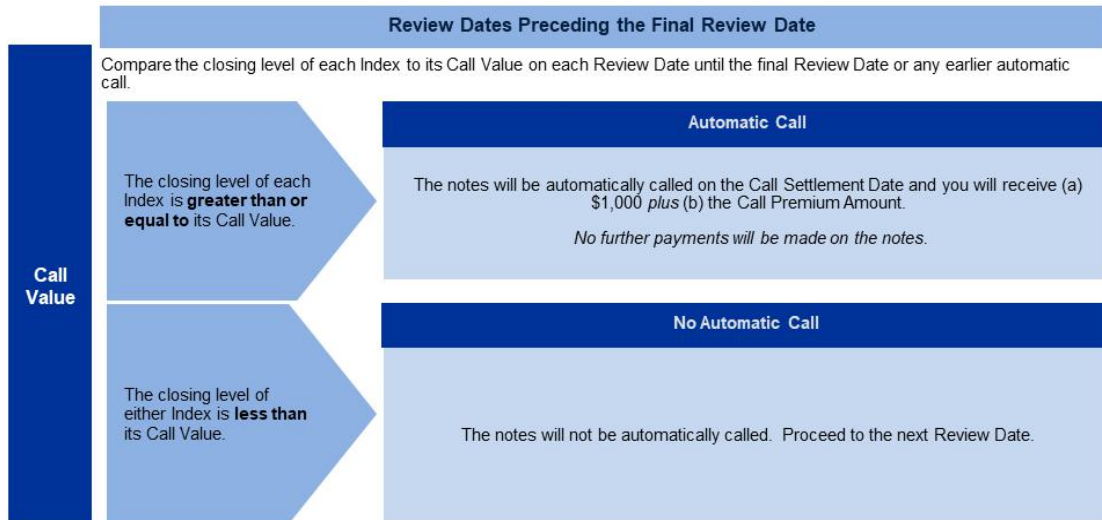 Review Dates Preceding the Final Review Date
Compare the closing level of each Index to its Call Value on each Review Date until the final Review Date or any earlier automatic
call.
Call
Value
The closing level of each
Index is greater than or
equal to its Call Value.
Automatic Call
The notes will be automatically called on the Call Settlement Date and you will receive (a)
$1,000 plus (b) the Call Premium Amount.
No further payments will be made on the notes.
The closing level of
either Index is less than
its Call Value.
No Automatic Call
The notes will not be automatically called. Proceed to the next Review Date.